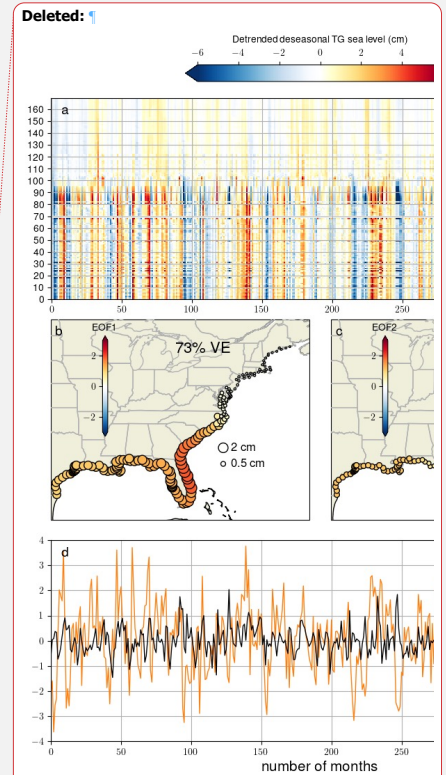 Deleted: ¶
Detrended deseasonal TG sea level (cm)
−6 −4 −2 0 2 4
a
160
150
140
130
120
110
100
90
80
70
60
50
40
30
20
10
0
0 50 100 150 200 250
b EOF1 73% VE c EOF2
2 2
0 0
−2 −2
2 cm
0.5 cm
d
4
3
2
1
0
−1
−2
−3
−4
0 50 100 150 200 250
number of months